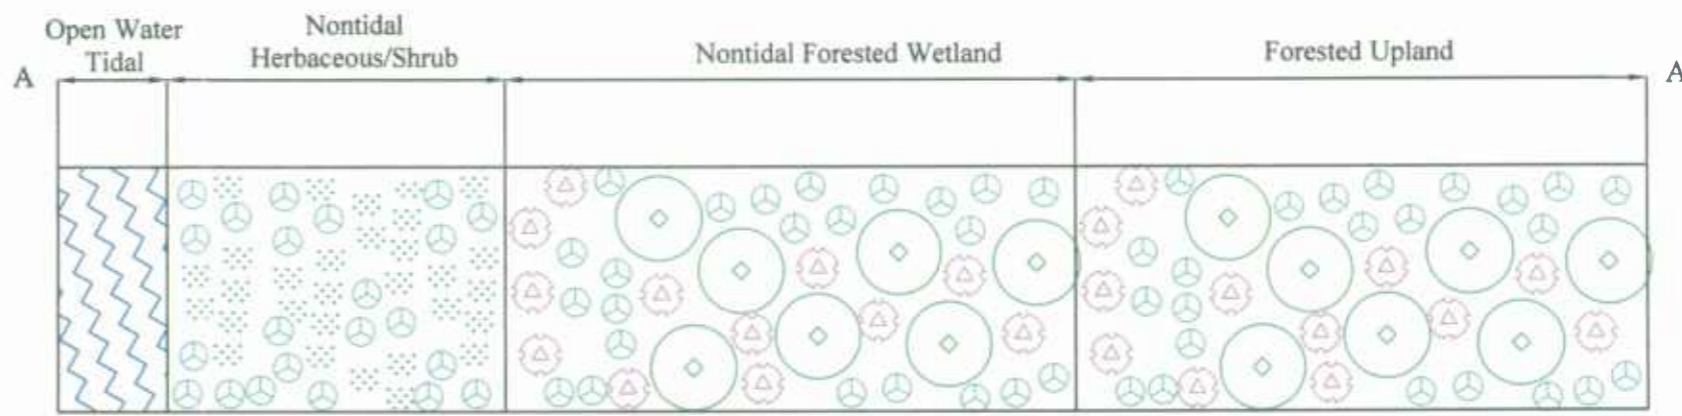 Open Water
Tidal
Nontidal
Herbaceous/Shrub
Nontidal Forested Wetland
Forested Upland
A
A